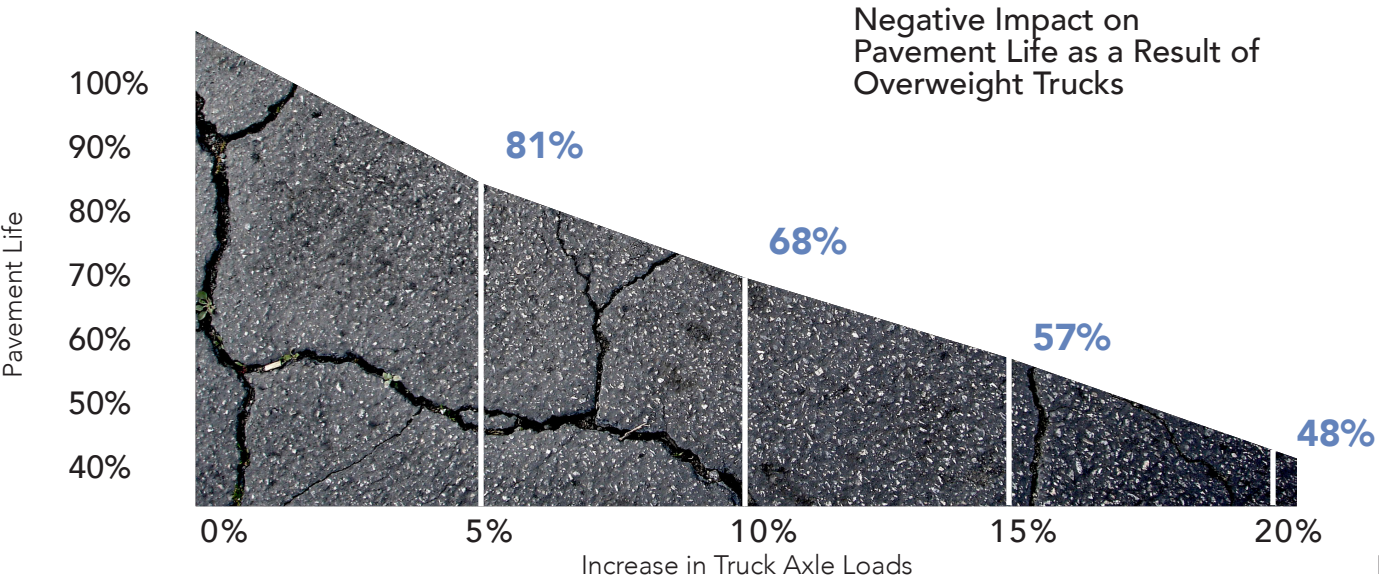 Negative Impact on
Pavement Life as a Result of
Overweight Trucks
Pavement Life
100%
90%
80%
70%
60%
50%
40%
81%
68%
57%
48%
0% 5% 10% 15% 20%
Increase in Truck Axle Loads